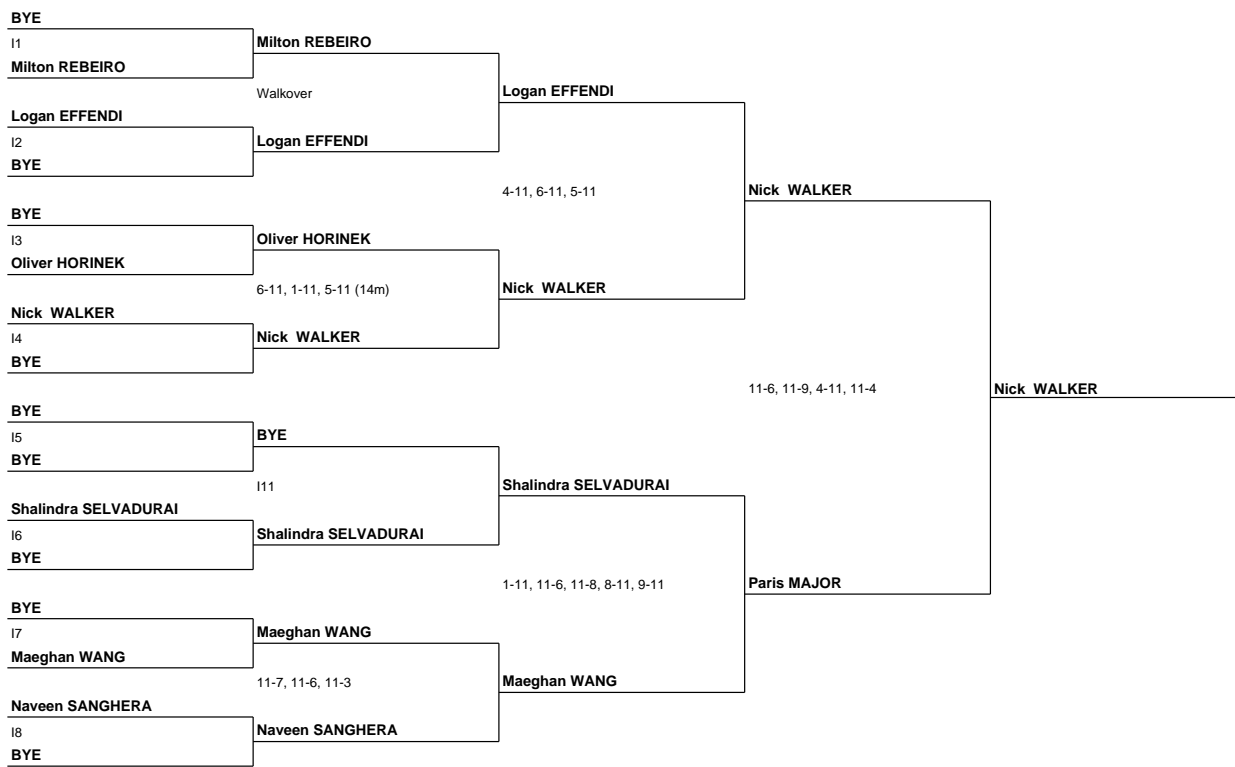 BYE
I1
Milton REBEIRO
Logan EFFENDI
I2
BYE
BYE
I3
Oliver HORINEK
Nick  WALKER
I4
BYE
BYE
I5
BYE
Shalindra SELVADURAI
I6
BYE
BYE
I7
Maeghan WANG
Naveen SANGHERA
I8
BYE
Milton REBEIRO
Walkover
Logan EFFENDI
Oliver HORINEK
6-11, 1-11, 5-11 (14m)
Nick  WALKER
BYE
I11
Shalindra SELVADURAI
Maeghan WANG
11-7, 11-6, 11-3
Naveen SANGHERA
Logan EFFENDI
4-11, 6-11, 5-11
Nick  WALKER
Shalindra SELVADURAI
1-11, 11-6, 11-8, 8-11, 9-11
Maeghan WANG
Nick  WALKER
11-6, 11-9, 4-11, 11-4
Paris MAJOR
Nick  WALKER